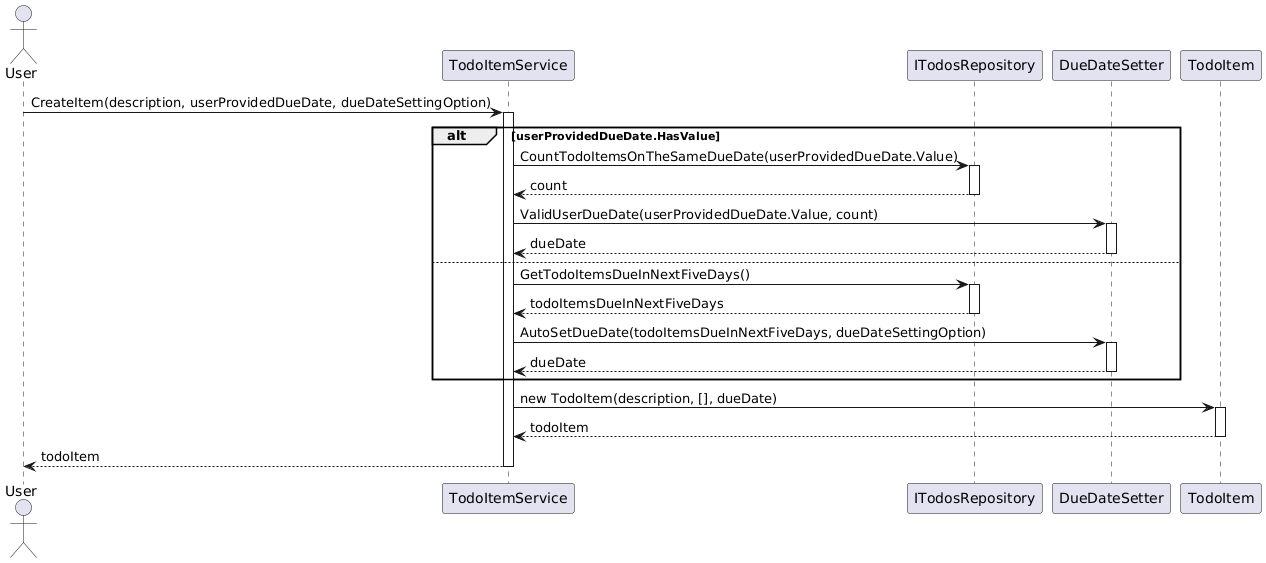 User
TodoItemService
ITodosRepository
DueDateSetter
TodoItem
CreateItem(description, userProvidedDueDate, dueDateSettingOption)
alt
[userProvidedDueDate.HasValue]
CountTodoItemsOnTheSameDueDate(userProvidedDueDate.Value)
count
ValidUserDueDate(userProvidedDueDate.Value, count)
dueDate
GetTodoItemsDueInNextFiveDays()
todoItemsDueInNextFiveDays
AutoSetDueDate(todoItemsDueInNextFiveDays, dueDateSettingOption)
dueDate
new TodoItem(description, [], dueDate)
todoItem
todoItem
User
TodoItemService
ITodosRepository
DueDateSetter
TodoItem